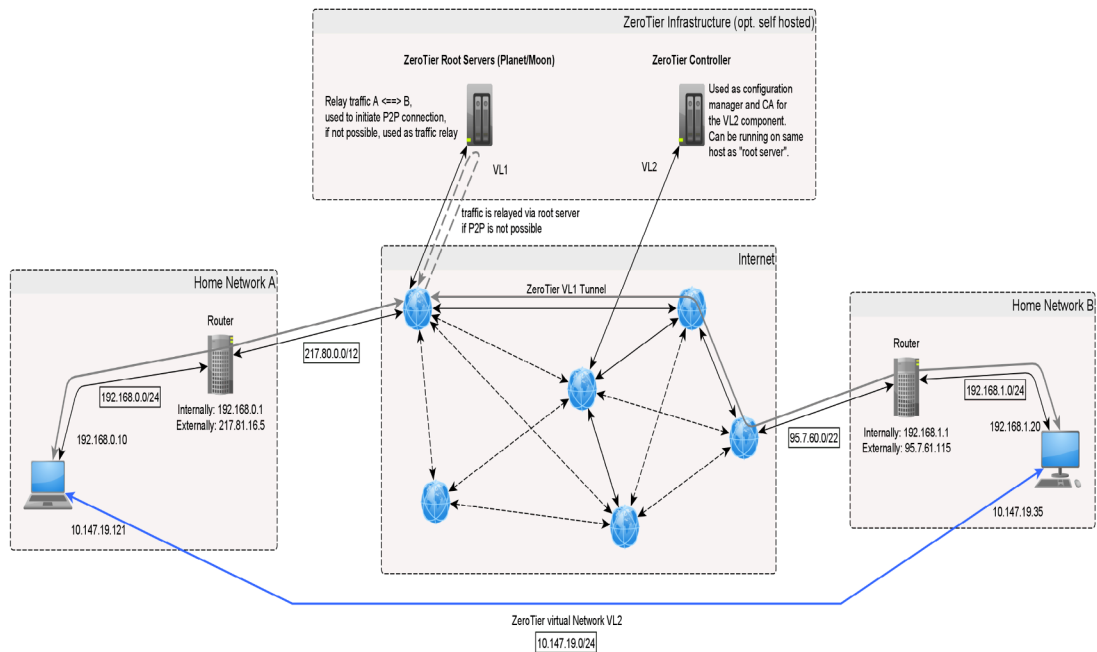 ZeroTier Infrastructure (opt. self hosted)
ZeroTier Root Servers (Planet/Moon)
Relay traffic A <==> B,
used to initiate P2P connection,
if not possible, used as traffic relay
VL1
ZeroTier Controller
Used as configuration
manager and CA for
the VL2 component.
Can be running on same
host as "root server".
VL2
traffic is relayed via root server
if P2P is not possible
Home Network A
Router
192.168.0.0/24
Internally: 192.168.0.1
Externally: 217.81.16.5
192.168.0.10
10.147.19.121
217.80.0.0/12
Internet
ZeroTier VL1 Tunnel
95.7.60.0/22
Home Network B
Router
192.168.1.0/24
Internally: 192.168.1.1
Externally: 95.7.61.115
192.168.1.20
10.147.19.35
ZeroTier virtual Network VL2
10.147.19.0/24